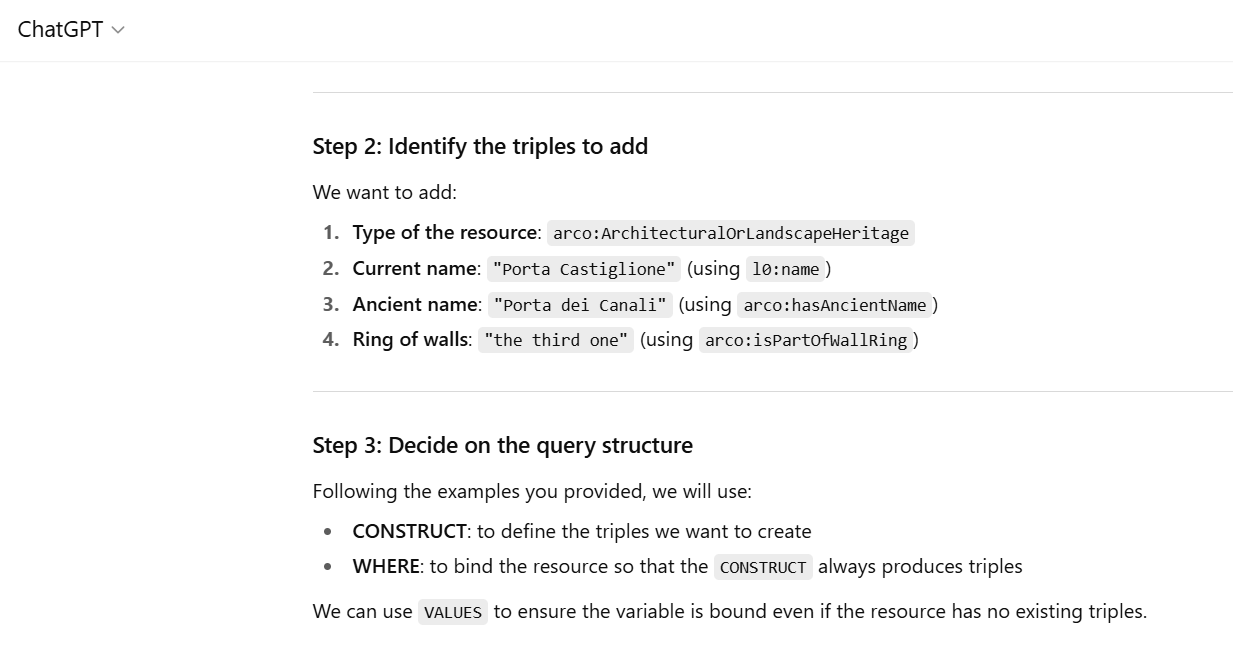 ChatGPT
Step 2: Identify the triples to add
We want to add:
1. Type of the resource: arco:ArchitecturalOrLandscapeHeritage
2. Current name: "Porta Castiglione" (using l0:name)
3. Ancient name: "Porta dei Canali" (using arco:hasAncientName)
4. Ring of walls: "the third one" (using arco:isPartOfWallRing)
Step 3: Decide on the query structure
Following the examples you provided, we will use:
• CONSTRUCT: to define the triples we want to create
• WHERE: to bind the resource so that the CONSTRUCT always produces triples
We can use VALUES to ensure the variable is bound even if the resource has no existing triples.